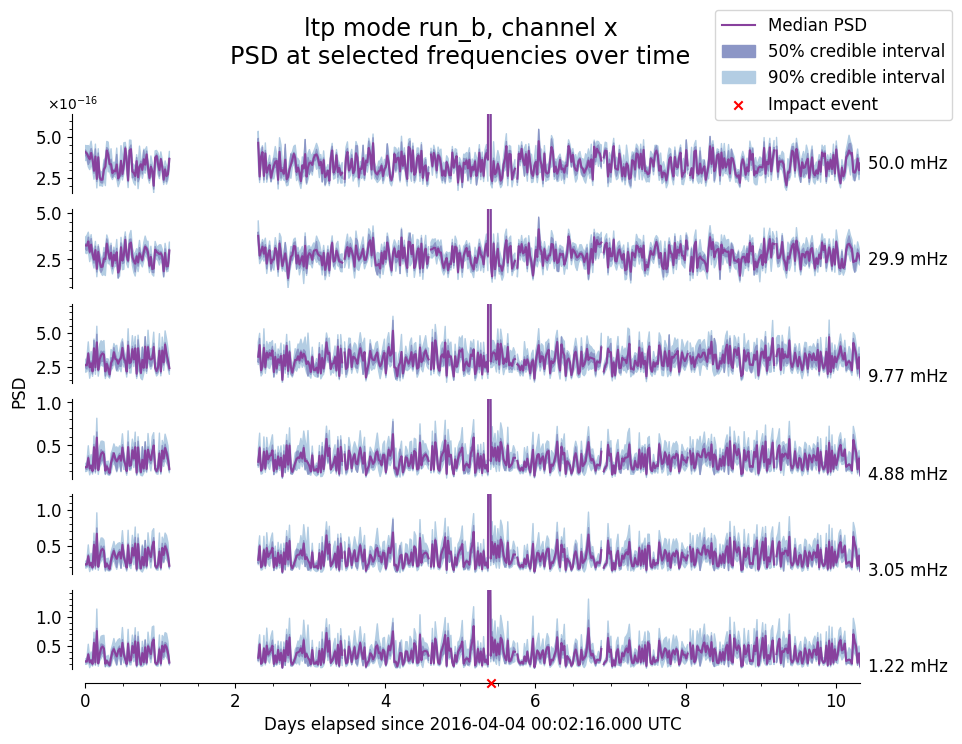 ltp mode run_b, channel x
PSD at selected frequencies over time
Median PSD
50% credible interval
90% credible interval
Impact event
×10⁻¹⁶
5.0
2.5
50.0 mHz
5.0
2.5
29.9 mHz
5.0
2.5
9.77 mHz
PSD
1.0
0.5
4.88 mHz
1.0
0.5
3.05 mHz
1.0
0.5
1.22 mHz
0 2 4 6 8 10
Days elapsed since 2016-04-04 00:02:16.000 UTC